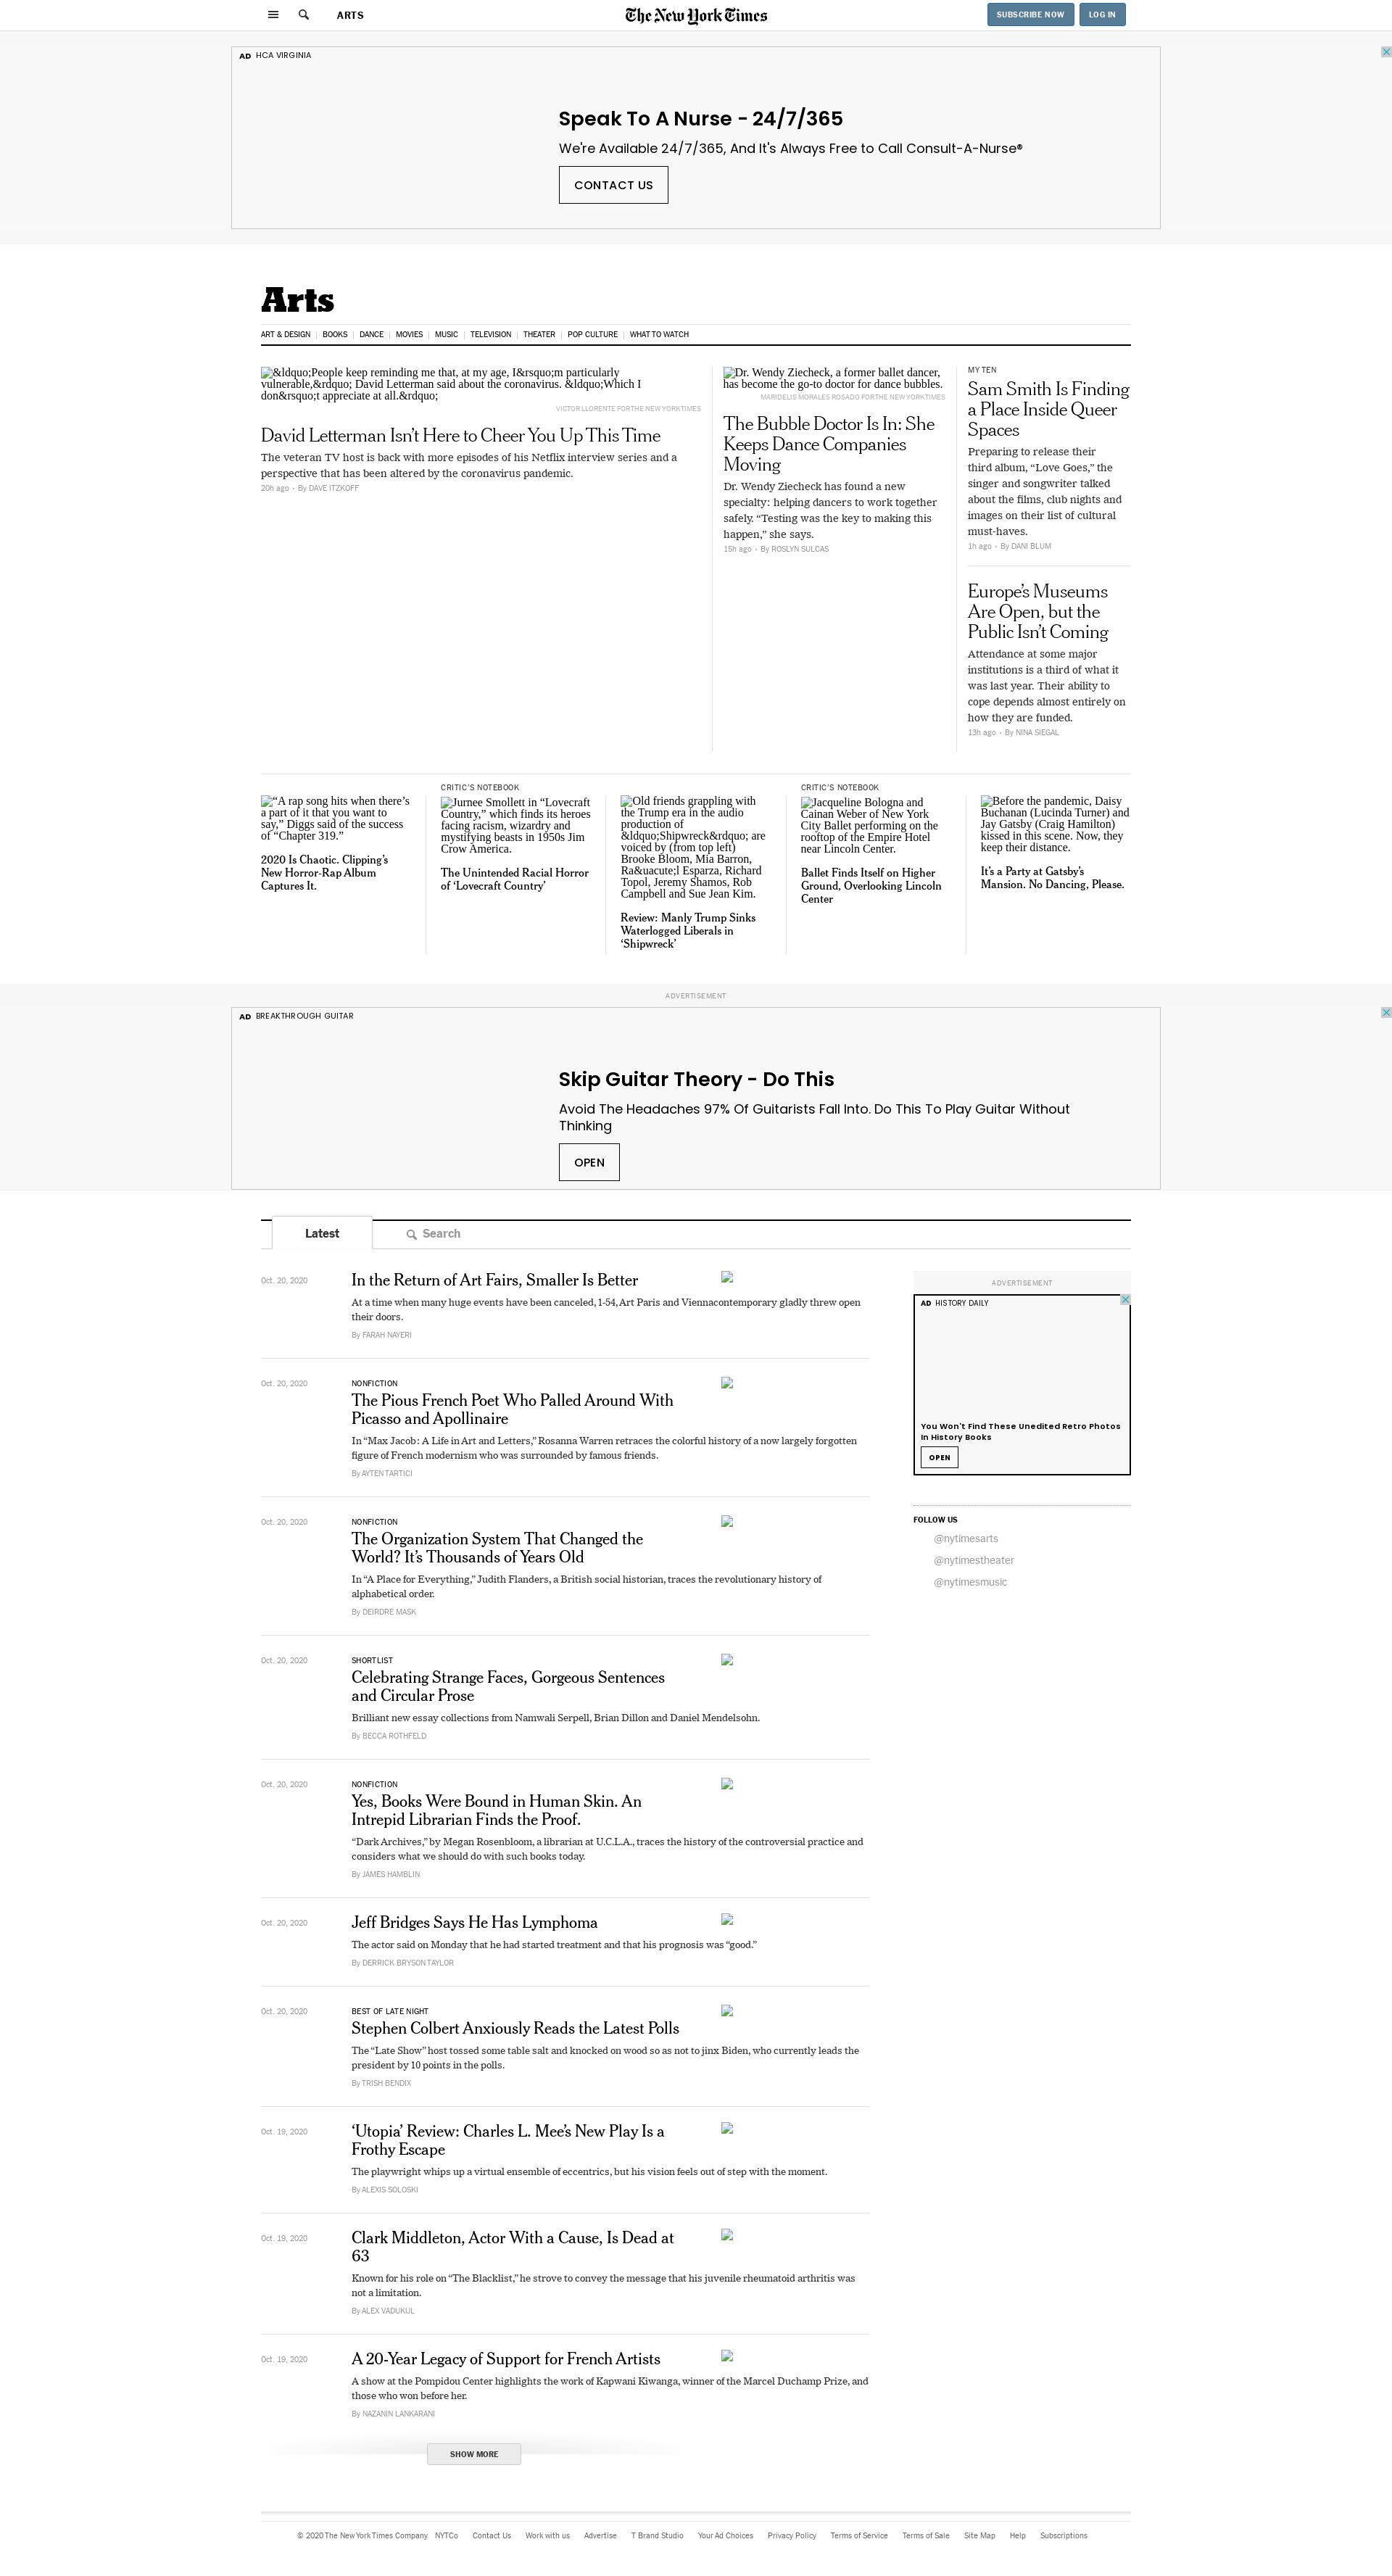 ARTS
The New York Times
SUBSCRIBE NOW
LOG IN
AD HCA VIRGINIA
Speak To A Nurse - 24/7/365
We're Available 24/7/365, And It's Always Free to Call Consult-A-Nurse®
CONTACT US
Arts
ART & DESIGN
BOOKS
DANCE
MOVIES
MUSIC
TELEVISION
THEATER
POP CULTURE
WHAT TO WATCH
&ldquo;People keep reminding me that, at my age, I&rsquo;m particularly
vulnerable,&rdquo; David Letterman said about the coronavirus. &ldquo;Which I
don&rsquo;t appreciate at all.&rdquo;
VICTOR LLORENTE FOR THE NEW YORK TIMES
David Letterman Isn’t Here to Cheer You Up This Time
The veteran TV host is back with more episodes of his Netflix interview series and a
perspective that has been altered by the coronavirus pandemic.
20h ago · By DAVE ITZKOFF
Dr. Wendy Ziecheck, a former ballet dancer,
has become the go-to doctor for dance bubbles.
MARIDELIS MORALES ROSADO FOR THE NEW YORK TIMES
The Bubble Doctor Is In: She
Keeps Dance Companies
Moving
Dr. Wendy Ziecheck has found a new
specialty: helping dancers to work together
safely. “Testing was the key to making this
happen,” she says.
15h ago · By ROSLYN SULCAS
MY TEN
Sam Smith Is Finding
a Place Inside Queer
Spaces
Preparing to release their
third album, “Love Goes,” the
singer and songwriter talked
about the films, club nights and
images on their list of cultural
must-haves.
1h ago · By DANI BLUM
Europe’s Museums
Are Open, but the
Public Isn’t Coming
Attendance at some major
institutions is a third of what it
was last year. Their ability to
cope depends almost entirely on
how they are funded.
13h ago · By NINA SIEGAL
“A rap song hits when there’s
a part of it that you want to
say,” Diggs said of the success
of “Chapter 319.”
2020 Is Chaotic. Clipping’s
New Horror-Rap Album
Captures It.
CRITIC’S NOTEBOOK
Jurnee Smollett in “Lovecraft
Country,” which finds its heroes
facing racism, wizardry and
mystifying beasts in 1950s Jim
Crow America.
The Unintended Racial Horror
of ‘Lovecraft Country’
Old friends grappling with
the Trump era in the audio
production of
&ldquo;Shipwreck&rdquo; are
voiced by (from top left)
Brooke Bloom, Mia Barron,
Ra&uacute;l Esparza, Richard
Topol, Jeremy Shamos, Rob
Campbell and Sue Jean Kim.
Review: Manly Trump Sinks
Waterlogged Liberals in
‘Shipwreck’
CRITIC’S NOTEBOOK
Jacqueline Bologna and
Cainan Weber of New York
City Ballet performing on the
rooftop of the Empire Hotel
near Lincoln Center.
Ballet Finds Itself on Higher
Ground, Overlooking Lincoln
Center
Before the pandemic, Daisy
Buchanan (Lucinda Turner) and
Jay Gatsby (Craig Hamilton)
kissed in this scene. Now, they
keep their distance.
It’s a Party at Gatsby’s
Mansion. No Dancing, Please.
ADVERTISEMENT
AD BREAKTHROUGH GUITAR
Skip Guitar Theory - Do This
Avoid The Headaches 97% Of Guitarists Fall Into. Do This To Play Guitar Without
Thinking
OPEN
Latest
Search
Oct. 20, 2020
In the Return of Art Fairs, Smaller Is Better
At a time when many huge events have been canceled, 1-54, Art Paris and Viennacontemporary gladly threw open
their doors.
By FARAH NAYERI
Oct. 20, 2020
NONFICTION
The Pious French Poet Who Palled Around With
Picasso and Apollinaire
In “Max Jacob: A Life in Art and Letters,” Rosanna Warren retraces the colorful history of a now largely forgotten
figure of French modernism who was surrounded by famous friends.
By AYTEN TARTICI
Oct. 20, 2020
NONFICTION
The Organization System That Changed the
World? It’s Thousands of Years Old
In “A Place for Everything,” Judith Flanders, a British social historian, traces the revolutionary history of
alphabetical order.
By DEIRDRE MASK
Oct. 20, 2020
SHORTLIST
Celebrating Strange Faces, Gorgeous Sentences
and Circular Prose
Brilliant new essay collections from Namwali Serpell, Brian Dillon and Daniel Mendelsohn.
By BECCA ROTHFELD
Oct. 20, 2020
NONFICTION
Yes, Books Were Bound in Human Skin. An
Intrepid Librarian Finds the Proof.
“Dark Archives,” by Megan Rosenbloom, a librarian at U.C.L.A., traces the history of the controversial practice and
considers what we should do with such books today.
By JAMES HAMBLIN
Oct. 20, 2020
Jeff Bridges Says He Has Lymphoma
The actor said on Monday that he had started treatment and that his prognosis was “good.”
By DERRICK BRYSON TAYLOR
Oct. 20, 2020
BEST OF LATE NIGHT
Stephen Colbert Anxiously Reads the Latest Polls
The “Late Show” host tossed some table salt and knocked on wood so as not to jinx Biden, who currently leads the
president by 10 points in the polls.
By TRISH BENDIX
Oct. 19, 2020
‘Utopia’ Review: Charles L. Mee’s New Play Is a
Frothy Escape
The playwright whips up a virtual ensemble of eccentrics, but his vision feels out of step with the moment.
By ALEXIS SOLOSKI
Oct. 19, 2020
Clark Middleton, Actor With a Cause, Is Dead at
63
Known for his role on “The Blacklist,” he strove to convey the message that his juvenile rheumatoid arthritis was
not a limitation.
By ALEX VADUKUL
Oct. 19, 2020
A 20-Year Legacy of Support for French Artists
A show at the Pompidou Center highlights the work of Kapwani Kiwanga, winner of the Marcel Duchamp Prize, and
those who won before her.
By NAZANIN LANKARANI
SHOW MORE
ADVERTISEMENT
AD HISTORY DAILY
You Won't Find These Unedited Retro Photos
In History Books
OPEN
FOLLOW US
@nytimesarts
@nytimestheater
@nytimesmusic
© 2020 The New York Times Company
NYTCo
Contact Us
Work with us
Advertise
T Brand Studio
Your Ad Choices
Privacy Policy
Terms of Service
Terms of Sale
Site Map
Help
Subscriptions